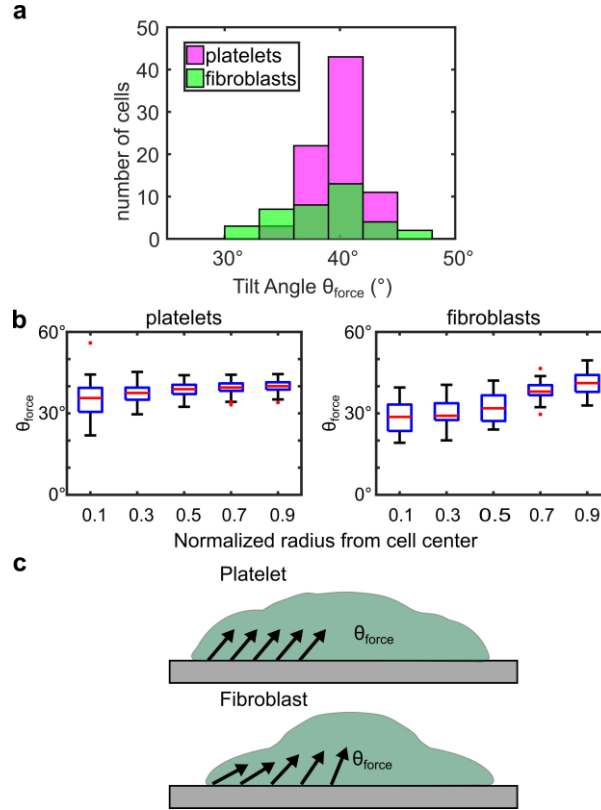 a
number of cells
50
40
30
20
10
0
platelets
fibroblasts
30° 40° 50°
Tilt Angle θforce (°)
b
platelets
θforce
60°
30°
0°
0.1 0.3 0.5 0.7 0.9
fibroblasts
θforce
60°
30°
0°
0.1 0.3 0.5 0.7 0.9
Normalized radius from cell center
c
Platelet
θforce
Fibroblast
θforce